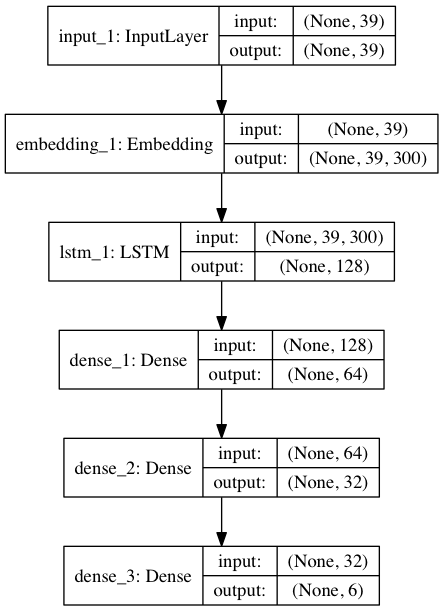 input_1: InputLayer
input: (None, 39)
output: (None, 39)
embedding_1: Embedding
input: (None, 39)
output: (None, 39, 300)
lstm_1: LSTM
input: (None, 39, 300)
output: (None, 128)
dense_1: Dense
input: (None, 128)
output: (None, 64)
dense_2: Dense
input: (None, 64)
output: (None, 32)
dense_3: Dense
input: (None, 32)
output: (None, 6)